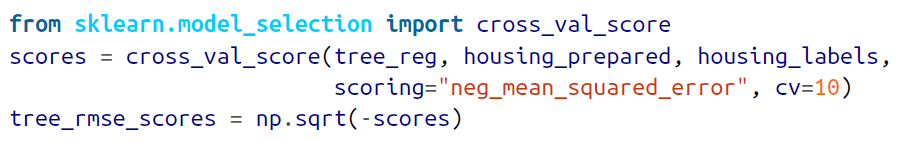 from sklearn.model_selection import cross_val_score
scores = cross_val_score(tree_reg, housing_prepared, housing_labels,
                         scoring="neg_mean_squared_error", cv=10)
tree_rmse_scores = np.sqrt(-scores)